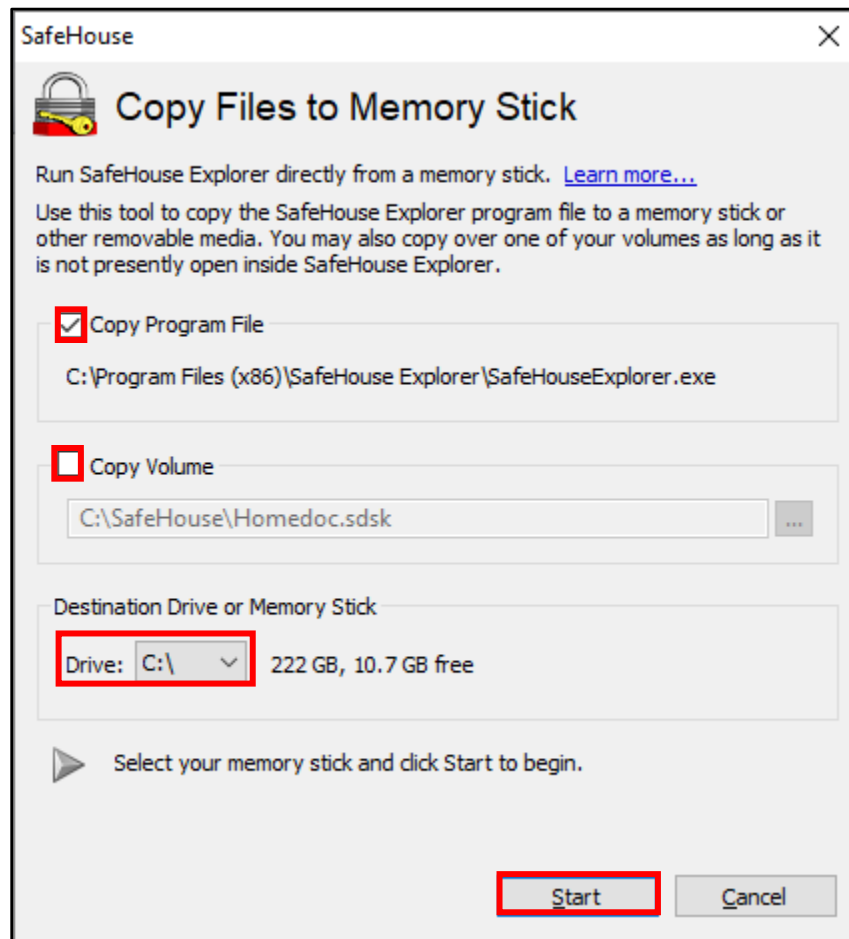 SafeHouse
Copy Files to Memory Stick
Run SafeHouse Explorer directly from a memory stick. Learn more...
Use this tool to copy the SafeHouse Explorer program file to a memory stick or
other removable media. You may also copy over one of your volumes as long as it
is not presently open inside SafeHouse Explorer.
Copy Program File
C:\Program Files (x86)\SafeHouse Explorer\SafeHouseExplorer.exe
Copy Volume
C:\SafeHouse\Homedoc.sdsk ...
Destination Drive or Memory Stick
Drive: C:\ 222 GB, 10.7 GB free
Select your memory stick and click Start to begin.
Start Cancel